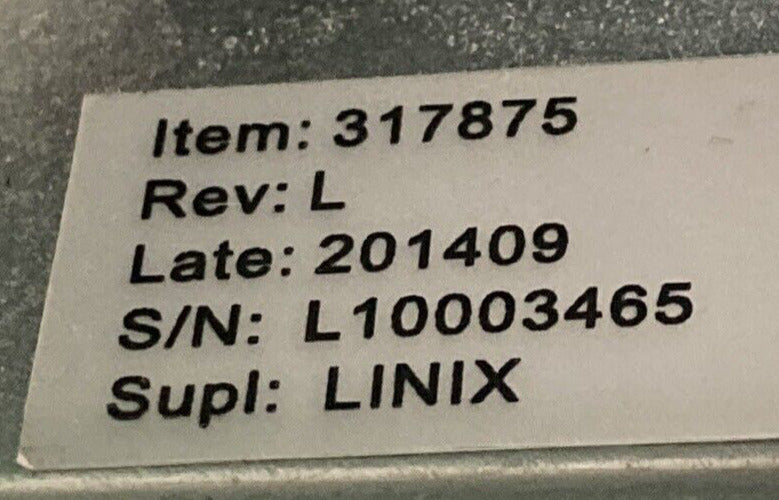 Item: 317875
Rev: L
Late: 201409
S/N: L10003465
Supl: LINIX